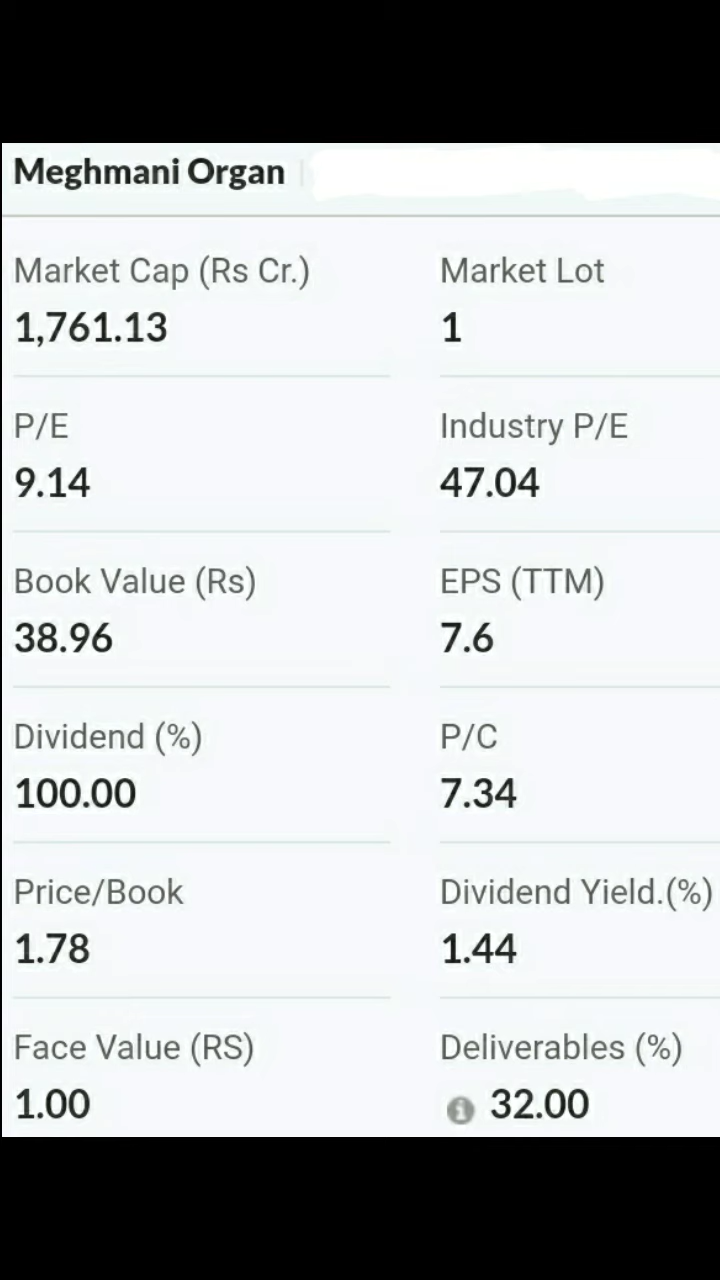 Meghmani Organ
Market Cap (Rs Cr.) Market Lot
1,761.13 1
P/E Industry P/E
9.14 47.04
Book Value (Rs) EPS (TTM)
38.96 7.6
Dividend (%) P/C
100.00 7.34
Price/Book Dividend Yield.(%)
1.78 1.44
Face Value (RS) Deliverables (%)
1.00 32.00